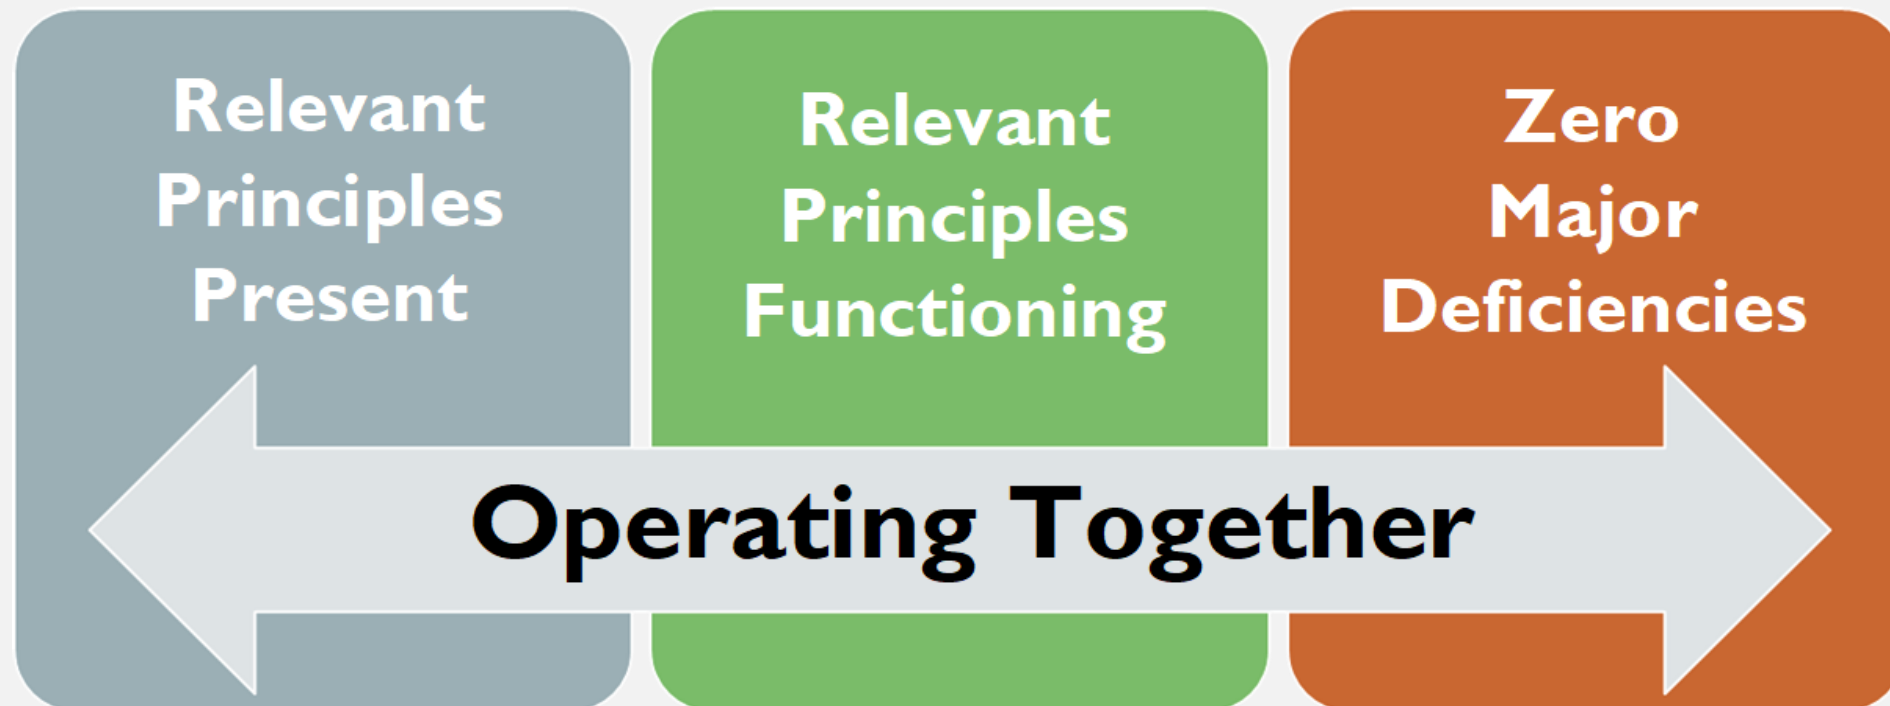 Relevant
Principles
Present
Relevant
Principles
Functioning
Zero
Major
Deficiencies
Operating Together